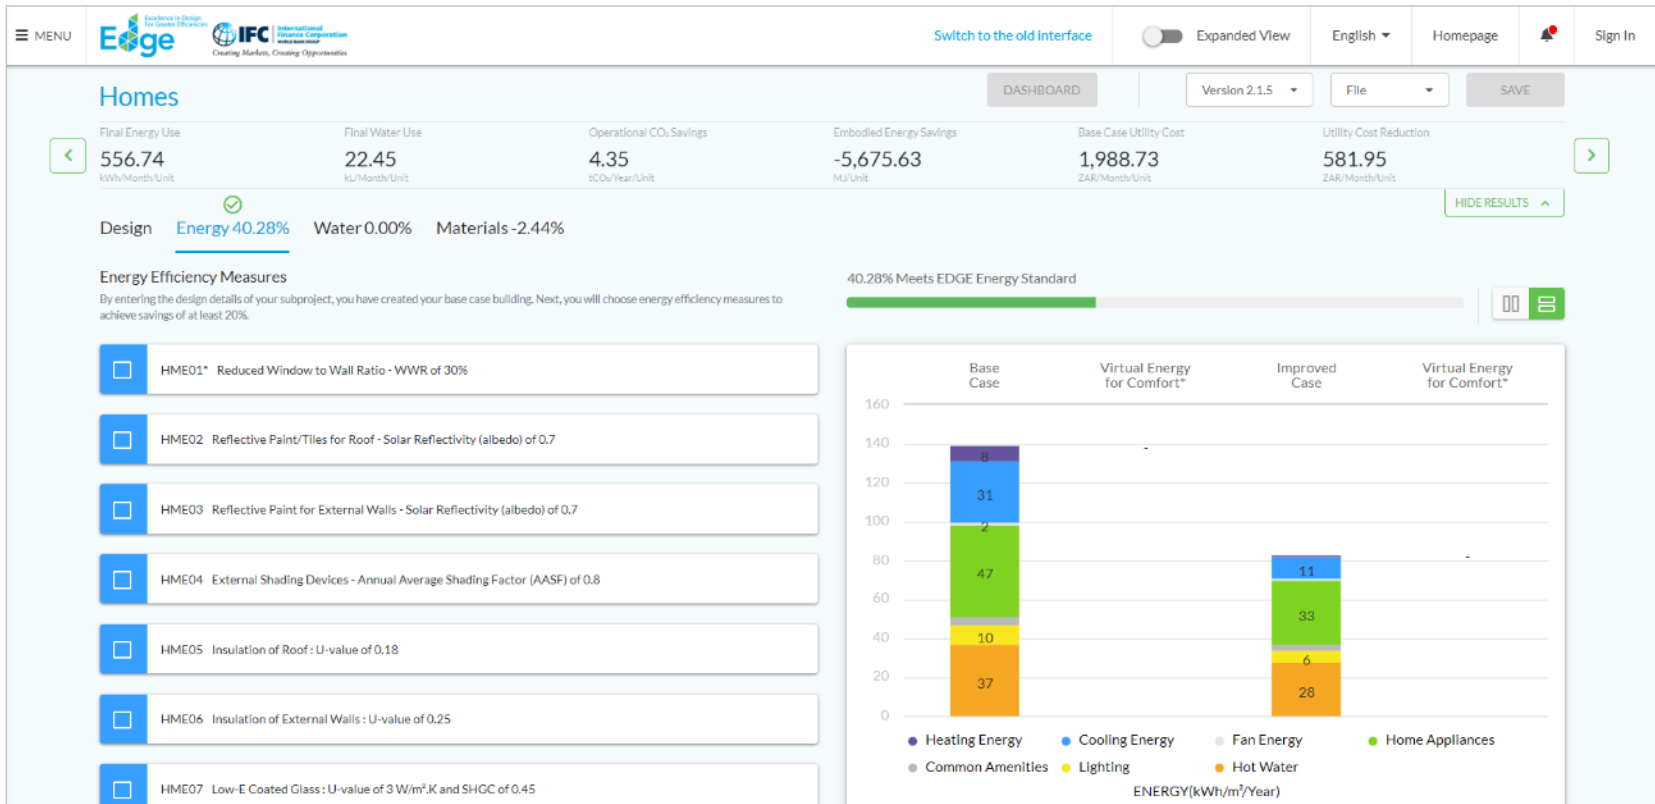 MENU
Edge
Excellence in Design
For Greater Efficiencies
IFC
International
Finance Corporation
WORLD BANK GROUP
Creating Markets, Creating Opportunities
Switch to the old interface
Expanded View
English
Homepage
Sign In
Homes
DASHBOARD
Version 2.1.5
File
SAVE
Final Energy Use
556.74
kWh/Month/Unit
Final Water Use
22.45
kL/Month/Unit
Operational CO₂ Savings
4.35
tCO₂/Year/Unit
Embodied Energy Savings
-5,675.63
MJ/Unit
Base Case Utility Cost
1,988.73
ZAR/Month/Unit
Utility Cost Reduction
581.95
ZAR/Month/Unit
HIDE RESULTS
Design
Energy 40.28%
Water 0.00%
Materials -2.44%
Energy Efficiency Measures
By entering the design details of your subproject, you have created your base case building. Next, you will choose energy efficiency measures to
achieve savings of at least 20%.
HME01* Reduced Window to Wall Ratio - WWR of 30%
HME02 Reflective Paint/Tiles for Roof - Solar Reflectivity (albedo) of 0.7
HME03 Reflective Paint for External Walls - Solar Reflectivity (albedo) of 0.7
HME04 External Shading Devices - Annual Average Shading Factor (AASF) of 0.8
HME05 Insulation of Roof : U-value of 0.18
HME06 Insulation of External Walls : U-value of 0.25
HME07 Low-E Coated Glass : U-value of 3 W/m².K and SHGC of 0.45
40.28% Meets EDGE Energy Standard
Base
Case
Virtual Energy
for Comfort*
Improved
Case
Virtual Energy
for Comfort*
160
140
120
100
80
60
40
20
0
8
31
2
47
10
37
-
11
33
6
28
-
Heating Energy
Cooling Energy
Fan Energy
Home Appliances
Common Amenities
Lighting
Hot Water
ENERGY(kWh/m²/Year)